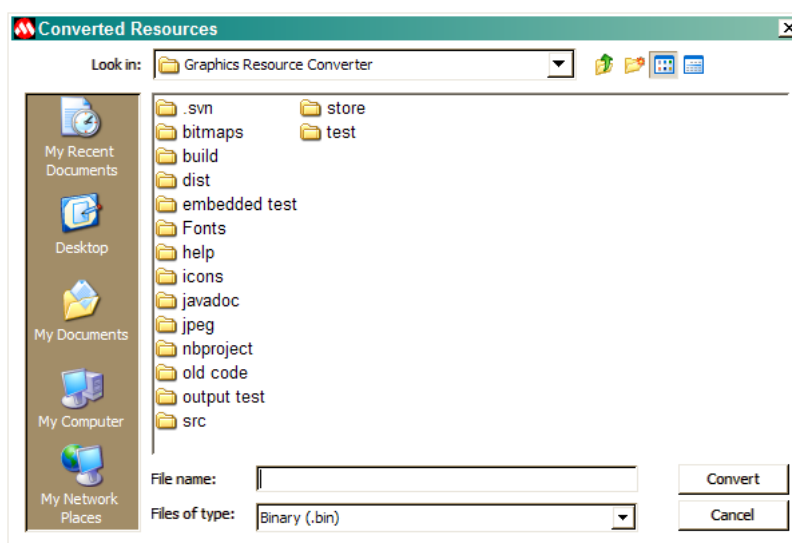 Converted Resources
Look in:
Graphics Resource Converter
My Recent
Documents
Desktop
My Documents
My Computer
My Network
Places
.svn
bitmaps
build
dist
embedded test
Fonts
help
icons
javadoc
jpeg
nbproject
old code
output test
src
store
test
File name:
Convert
Files of type:
Binary (.bin)
Cancel